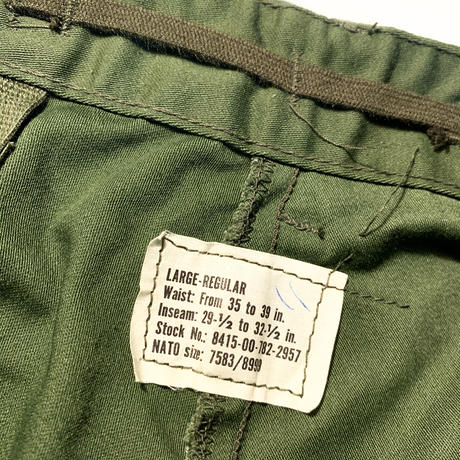 LARGE-REGULAR
Waist: From 35 to 39 in.
Inseam: 29-½ to 32-½ in.
Stock No.: 8415-00-782-2957
NATO size: 7583/8999